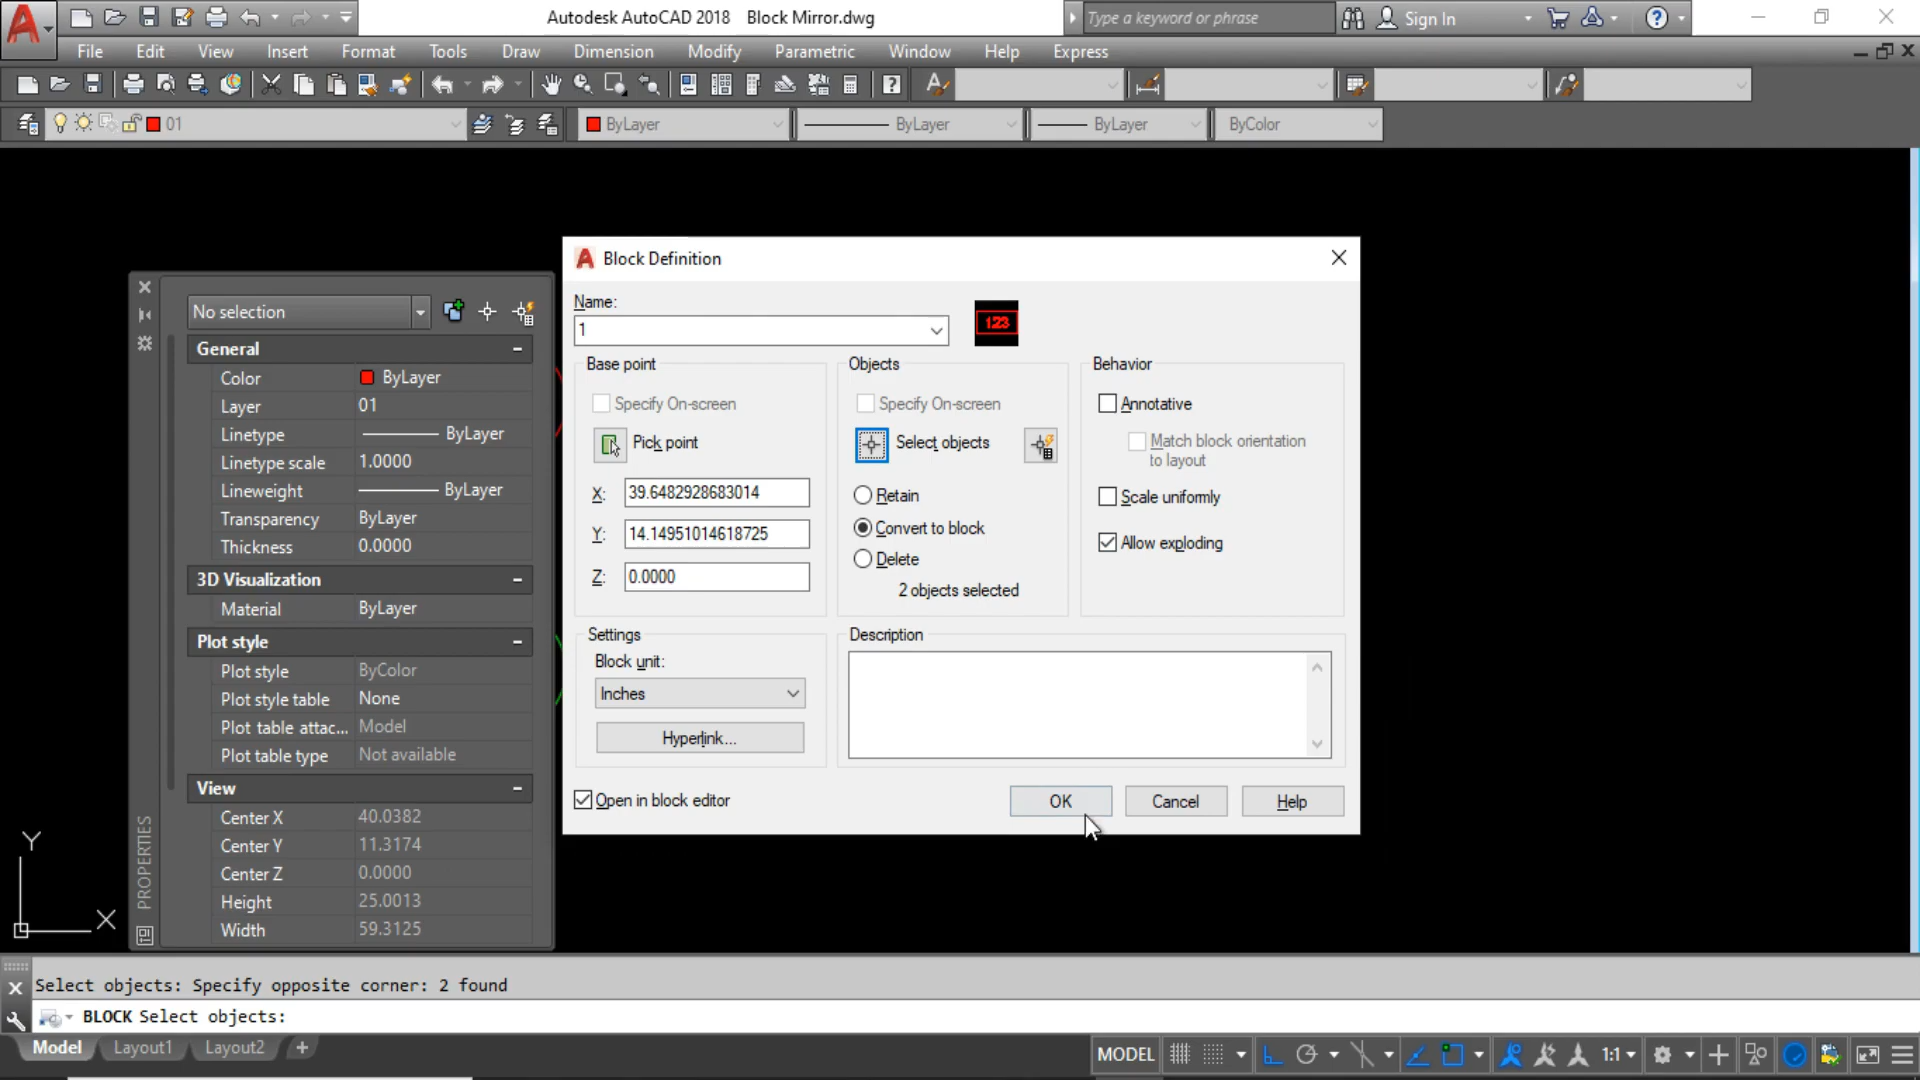 Autodesk AutoCAD 2018 Block Mirror.dwg
Type a keyword or phrase
Sign In
File Edit View Insert Format Tools Draw Dimension Modify Parametric Window Help Express
01 ByLayer ByLayer ByLayer ByColor
Block Definition
Name:
1
123
Base point
Specify On-screen
Pick point
X: 39.6482928683014
Y: 14.14951014618725
Z: 0.0000
Objects
Specify On-screen
Select objects
Retain
Convert to block
Delete
2 objects selected
Behavior
Annotative
Match block orientation
to layout
Scale uniformly
Allow exploding
Settings
Block unit:
Inches
Hyperlink...
Description
Open in block editor
OK Cancel Help
No selection
General
Color ByLayer
Layer 01
Linetype ByLayer
Linetype scale 1.0000
Lineweight ByLayer
Transparency ByLayer
Thickness 0.0000
3D Visualization
Material ByLayer
Plot style
Plot style ByColor
Plot style table None
Plot table attac... Model
Plot table type Not available
View
Center X 40.0382
Center Y 11.3174
Center Z 0.0000
Height 25.0013
Width 59.3125
PROPERTIES
Y
X
Select objects: Specify opposite corner: 2 found
BLOCK Select objects:
Model Layout1 Layout2 +
MODEL 1:1